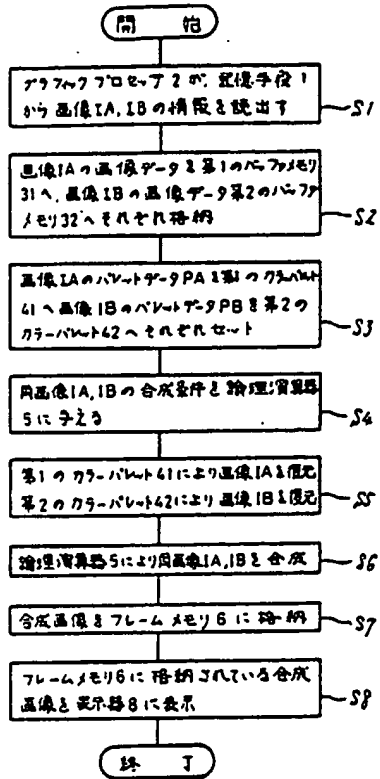 開 始
グラフィックプロセッサ2が、記憶手段1
から画像IA,IBの情報を読出す
S1
画像IAの画像データを第1のバッファメモリ
31へ、画像IBの画像データ第2のバッファ
メモリ32へそれぞれ格納
S2
画像IAのパレットデータPAを第1のカラーパレット
41へ画像IBのパレットデータPBを第2の
カラーパレット42へそれぞれセット
S3
両画像IA,IBの合成条件を論理演算器
5に与える
S4
第1のカラーパレット41により画像IAを復元
第2のカラーパレット42により画像IBを復元
S5
論理演算器5により両画像IA,IBを合成
S6
合成画像をフレームメモリ6に格納
S7
フレームメモリ6に格納されている合成
画像を表示器8に表示
S8
終 了